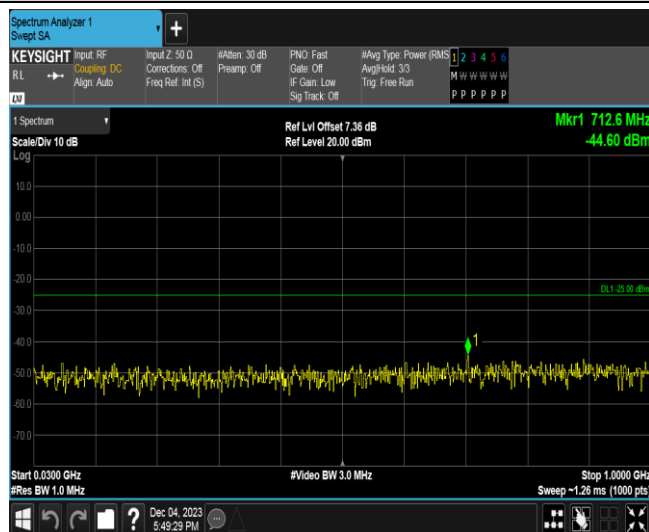 Spectrum Analyzer 1
Swept SA
+
KEYSIGHT
RL
LXI
Input: RF
Coupling: DC
Align: Auto
Input Z: 50 Ω
Corrections: Off
Freq Ref: Int (S)
#Atten: 30 dB
Preamp: Off
PNO: Fast
Gate: Off
IF Gain: Low
Sig Track: Off
#Avg Type: Power (RMS
Avg|Hold: 3/3
Trig: Free Run
1 2 3 4 5 6
M W W W W W
P P P P P P
1 Spectrum
Scale/Div 10 dB
Log
Ref Lvl Offset 7.36 dB
Ref Level 20.00 dBm
Mkr1 712.6 MHz
-44.60 dBm
10.0
0.00
-10.0
-20.0
DL1 -25.00 dBm
-30.0
-40.0
1
-50.0
-60.0
-70.0
Start 0.0300 GHz
#Res BW 1.0 MHz
#Video BW 3.0 MHz
Stop 1.0000 GHz
Sweep ~1.26 ms (1000 pts)
?
Dec 04, 2023
5:49:29 PM